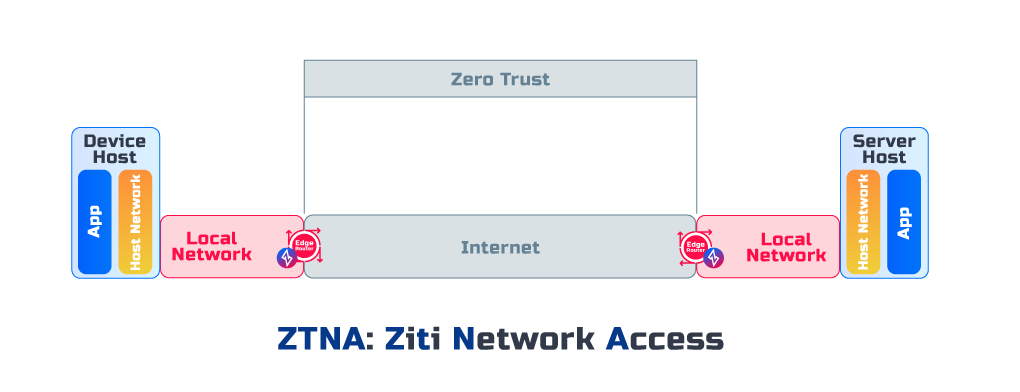 Zero Trust
Device
Host
App
Host Network
Local
Network
Edge
Router
Internet
Edge
Router
Local
Network
Server
Host
Host Network
App
ZTNA: Ziti Network Access